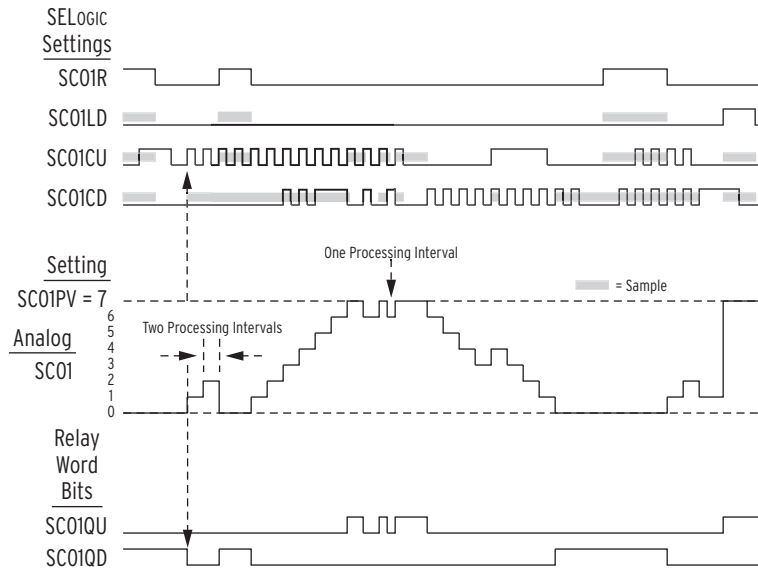 SELOGIC
Settings
SC01R
SC01LD
SC01CU
SC01CD
Setting
SC01PV = 7
One Processing Interval
= Sample
6
5
Two Processing Intervals
4
3
2
1
0
Analog
SC01
Relay
Word
Bits
SC01QU
SC01QD